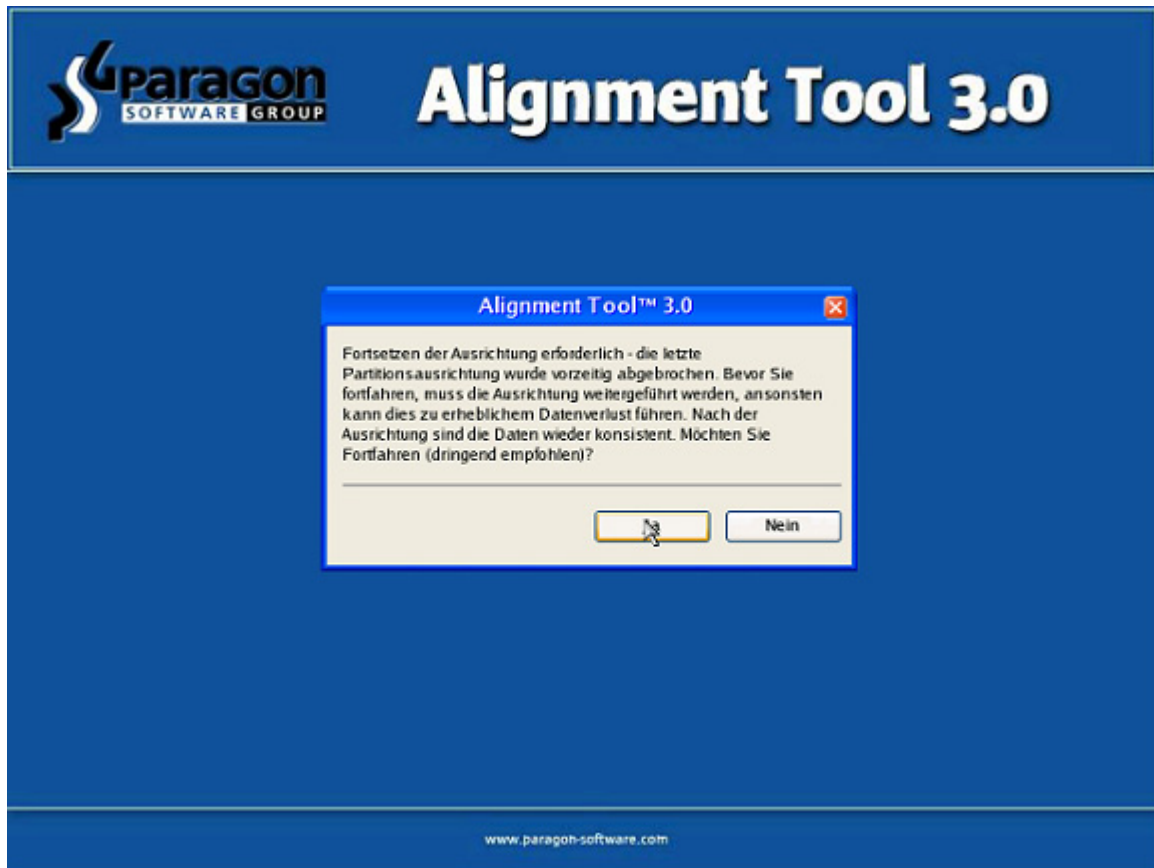 Paragon
SOFTWARE GROUP
Alignment Tool 3.0
Alignment Tool™ 3.0
Fortsetzen der Ausrichtung erforderlich - die letzte
Partitionsausrichtung wurde vorzeitig abgebrochen. Bevor Sie
fortfahren, muss die Ausrichtung weitergeführt werden, ansonsten
kann dies zu erheblichem Datenverlust führen. Nach der
Ausrichtung sind die Daten wieder konsistent. Möchten Sie
Fortfahren (dringend empfohlen)?
Ja
Nein
www.paragon-software.com